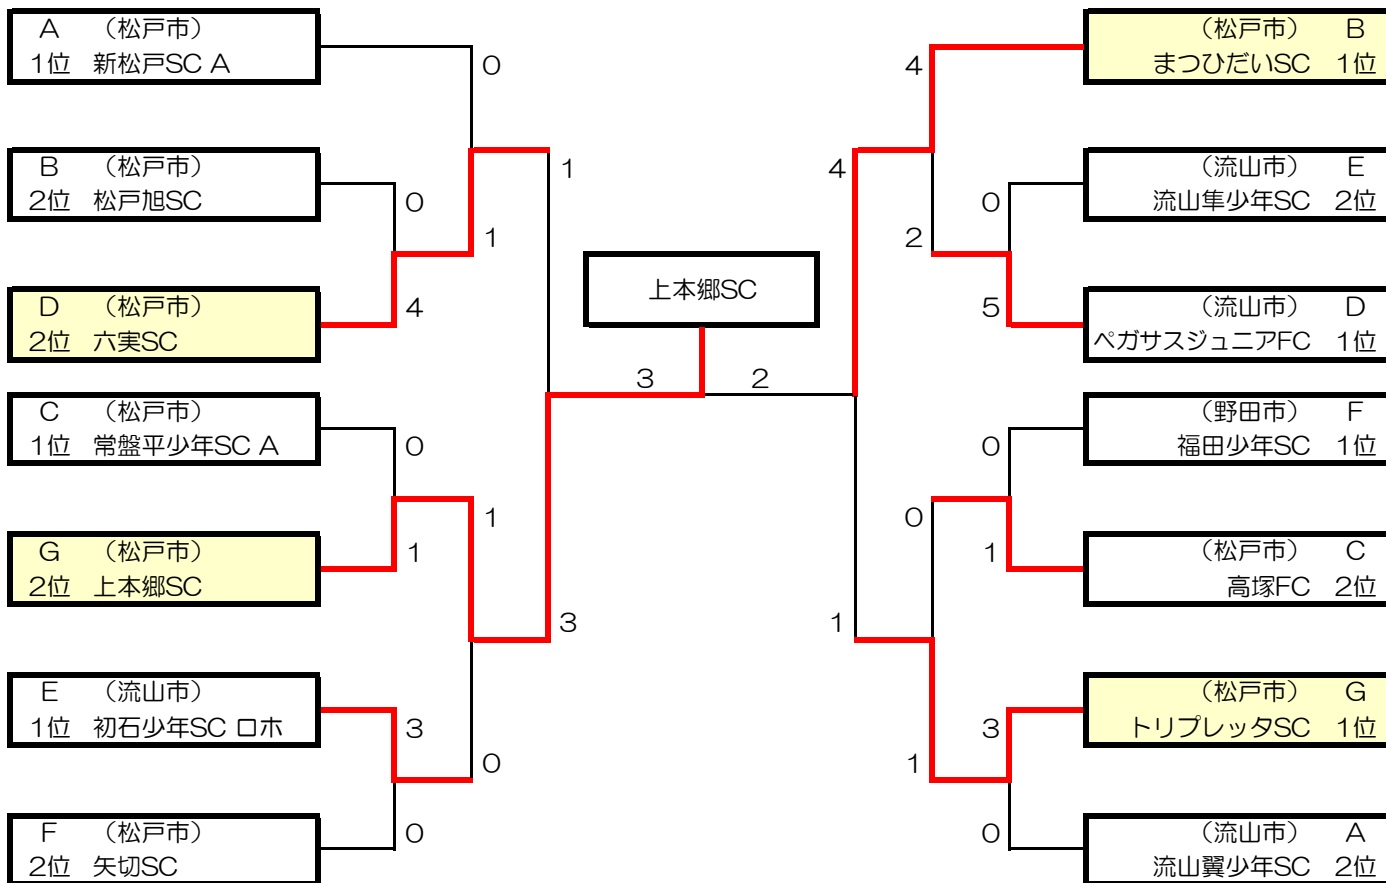 A （松戸市）
1位 新松戸SC A
0
B （松戸市）
2位 松戸旭SC
0
1
1
D （松戸市）
2位 六実SC
4
C （松戸市）
1位 常盤平少年SC A
0
1
G （松戸市）
2位 上本郷SC
1
3
E （流山市）
1位 初石少年SC ロホ
3
0
F （松戸市）
2位 矢切SC
0
上本郷SC
3 2
（松戸市） B
まつひだいSC 1位
4
4
（流山市） E
流山隼少年SC 2位
0
2
（流山市） D
ペガサスジュニアFC 1位
5
（野田市） F
福田少年SC 1位
0
0
（松戸市） C
高塚FC 2位
1
1
（松戸市） G
トリプレッタSC 1位
3
1
（流山市） A
流山翼少年SC 2位
0